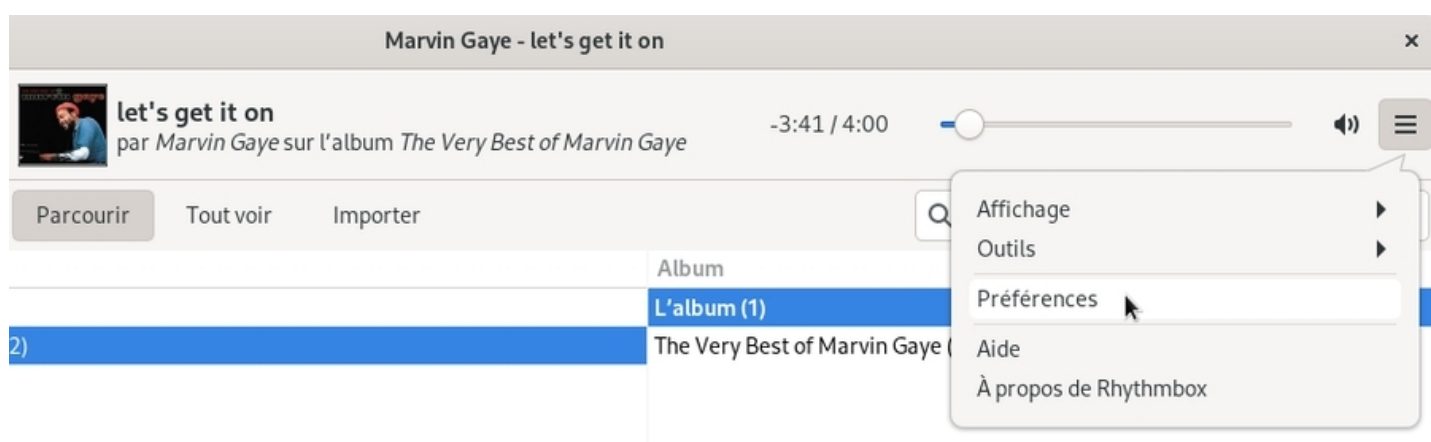 Marvin Gaye - let's get it on
let's get it on
par Marvin Gaye sur l'album The Very Best of Marvin Gaye
-3:41 / 4:00
Parcourir Tout voir Importer
Album
L'album (1)
2)
The Very Best of Marvin Gaye (
Affichage
Outils
Préférences
Aide
À propos de Rhythmbox